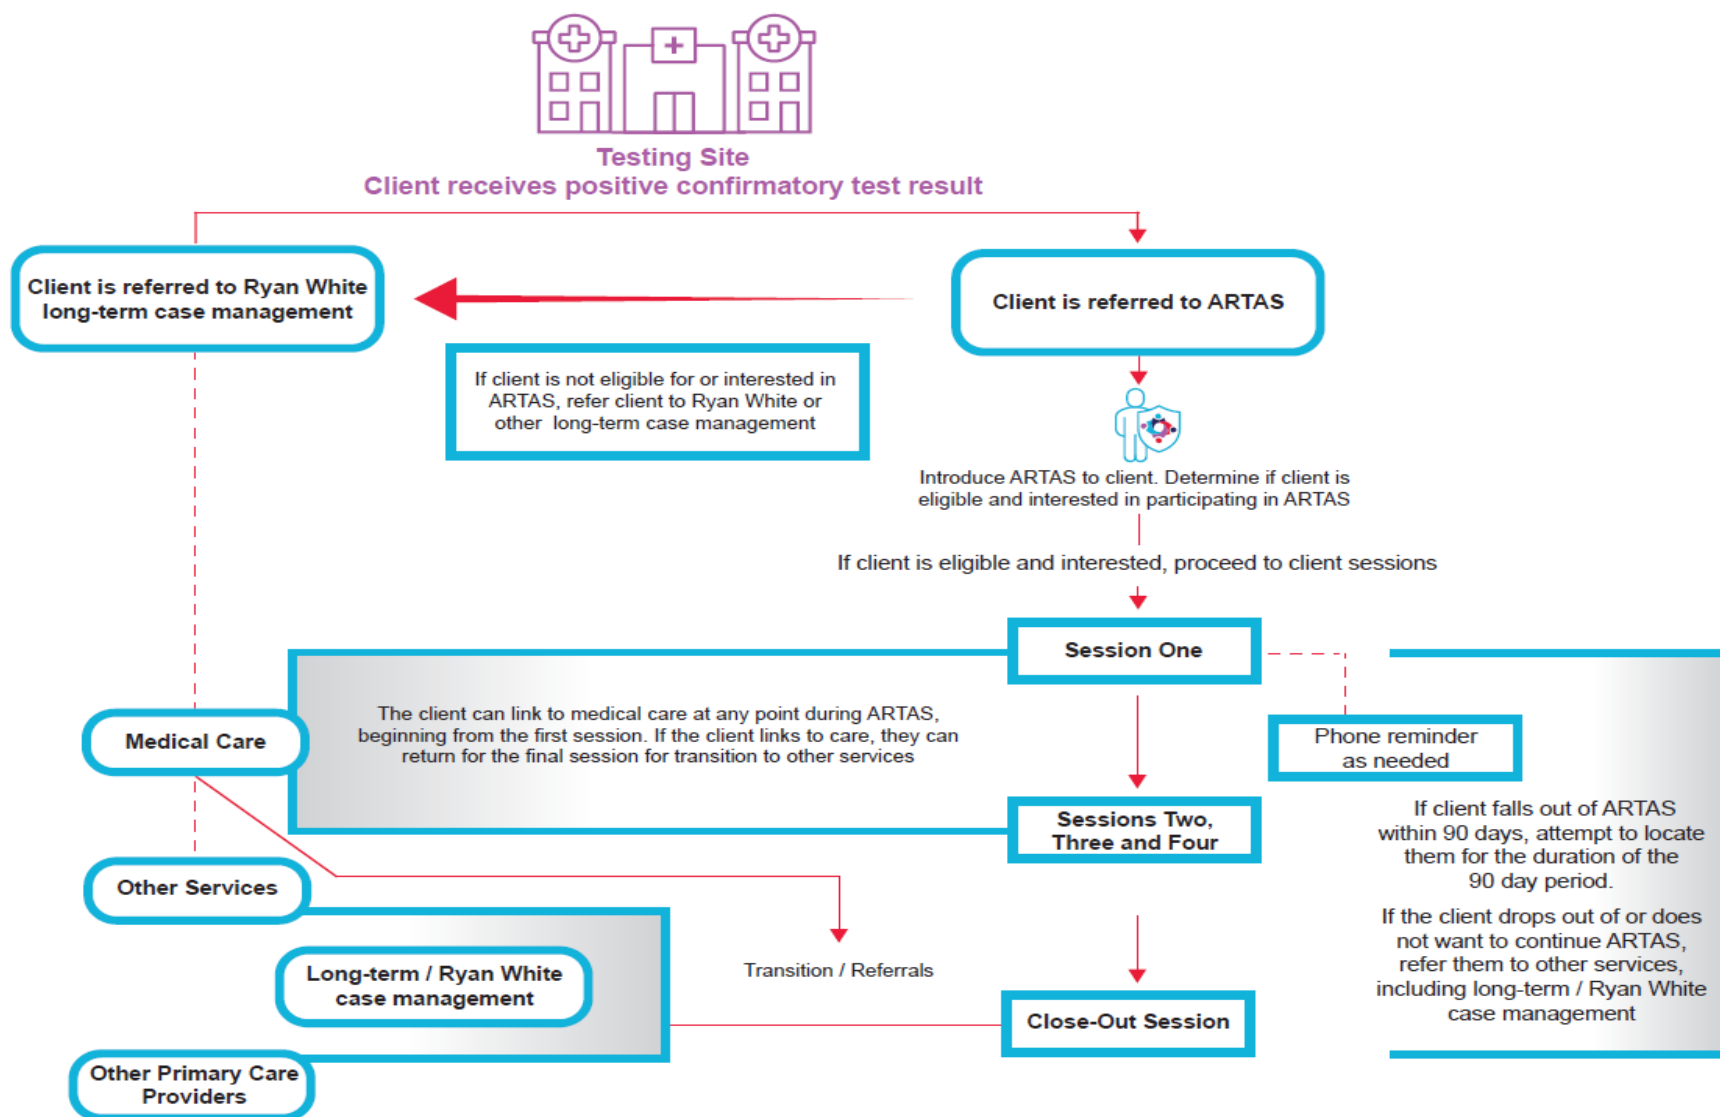 Testing Site
Client receives positive confirmatory test result
Client is referred to Ryan White
long-term case management
Client is referred to ARTAS
If client is not eligible for or interested in
ARTAS, refer client to Ryan White or
other long-term case management
Introduce ARTAS to client. Determine if client is
eligible and interested in participating in ARTAS
If client is eligible and interested, proceed to client sessions
Session One
The client can link to medical care at any point during ARTAS,
beginning from the first session. If the client links to care, they can
return for the final session for transition to other services
Medical Care
Phone reminder
as needed
Sessions Two,
Three and Four
If client falls out of ARTAS
within 90 days, attempt to locate
them for the duration of the
90 day period.
If the client drops out of or does
not want to continue ARTAS,
refer them to other services,
including long-term / Ryan White
case management
Other Services
Long-term / Ryan White
case management
Transition / Referrals
Close-Out Session
Other Primary Care
Providers